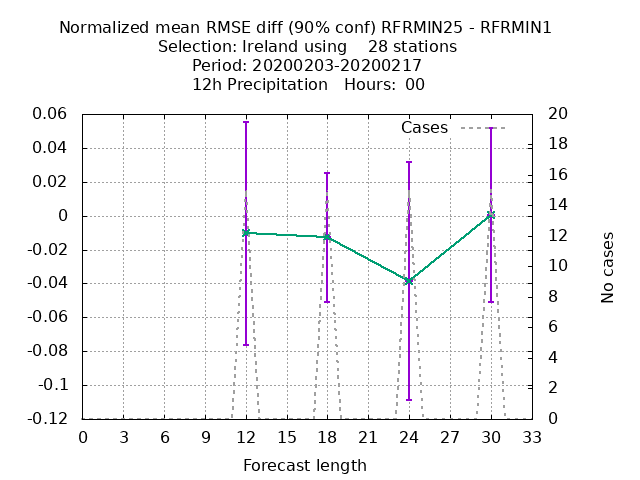 Normalized mean RMSE diff (90% conf) RFRMIN25 - RFRMIN1
Selection: Ireland using    28 stations
Period: 20200203-20200217
12h Precipitation   Hours:  00
0.06
0.04
0.02
0
-0.02
-0.04
-0.06
-0.08
-0.1
-0.12
Cases
20
18
16
14
12
10
8
6
4
2
0
No cases
0 3 6 9 12 15 18 21 24 27 30 33
Forecast length